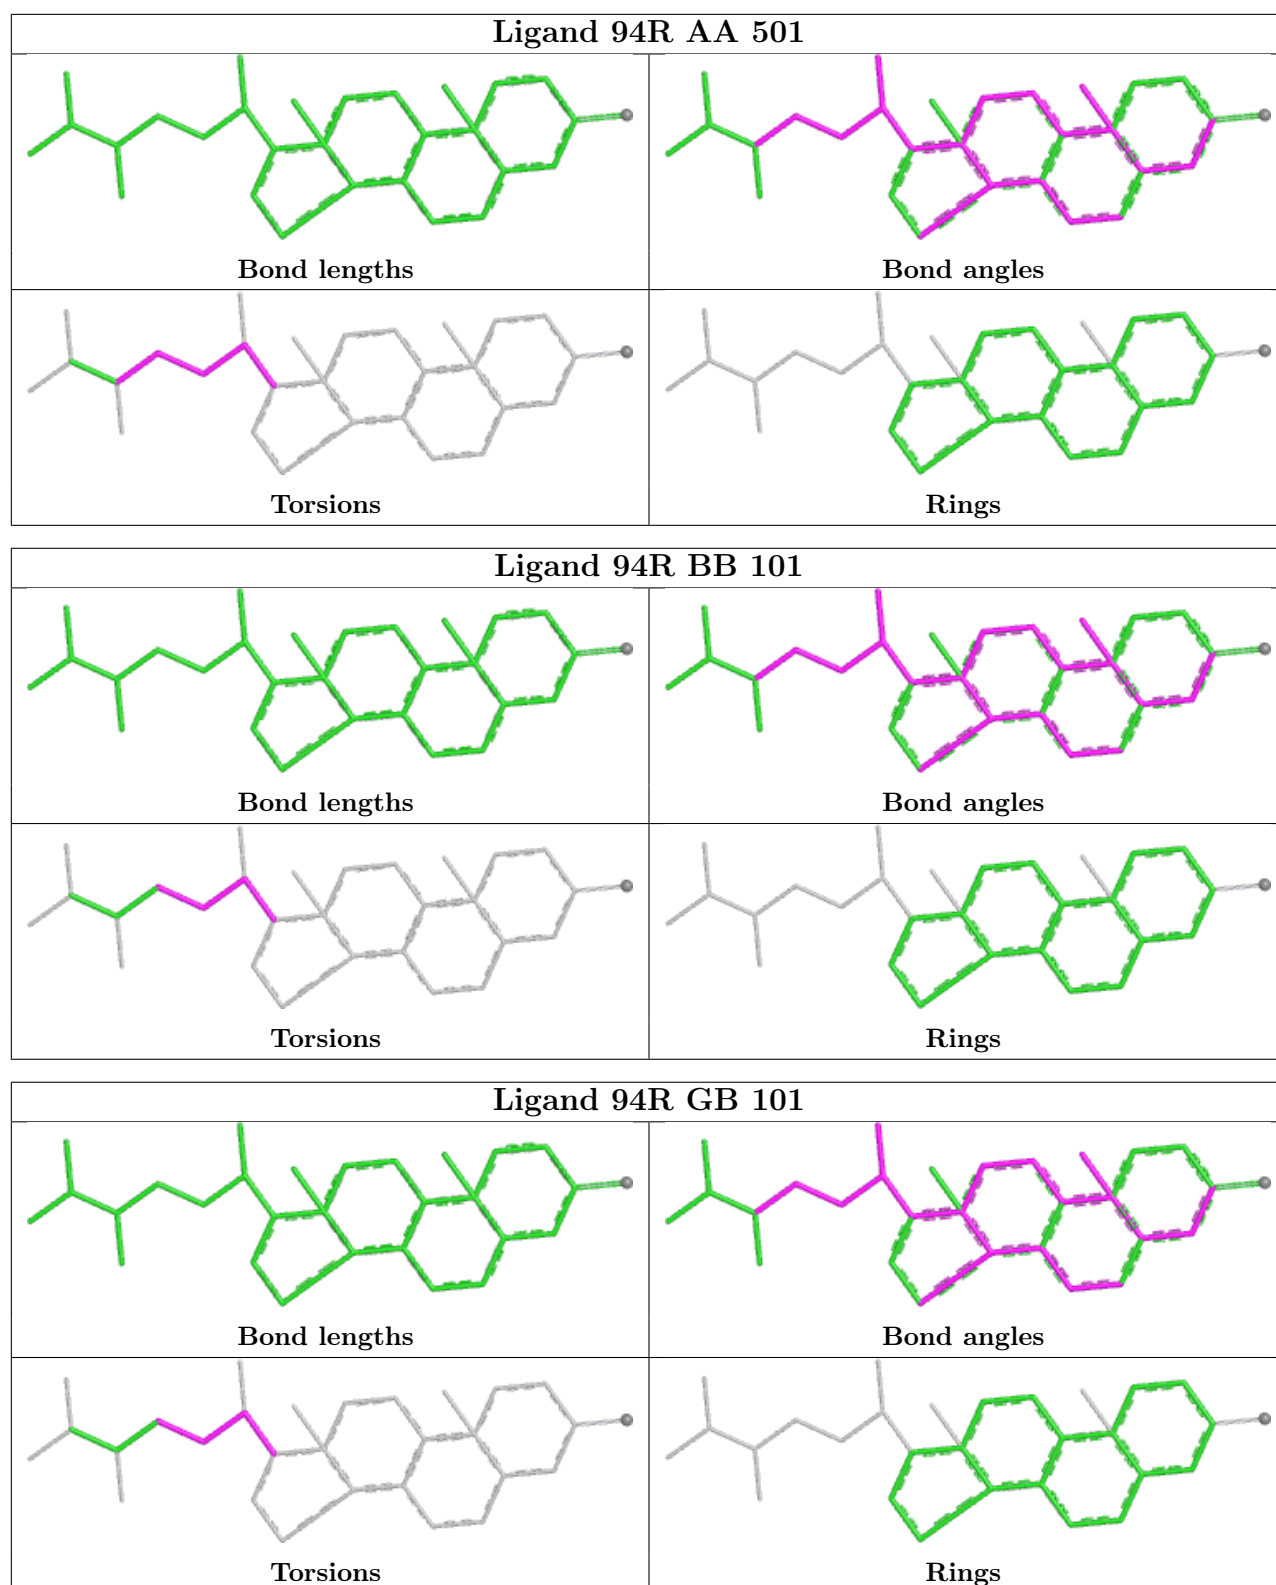 Ligand 94R AA 501
Bond lengths
Bond angles
Torsions
Rings
Ligand 94R BB 101
Bond lengths
Bond angles
Torsions
Rings
Ligand 94R GB 101
Bond lengths
Bond angles
Torsions
Rings